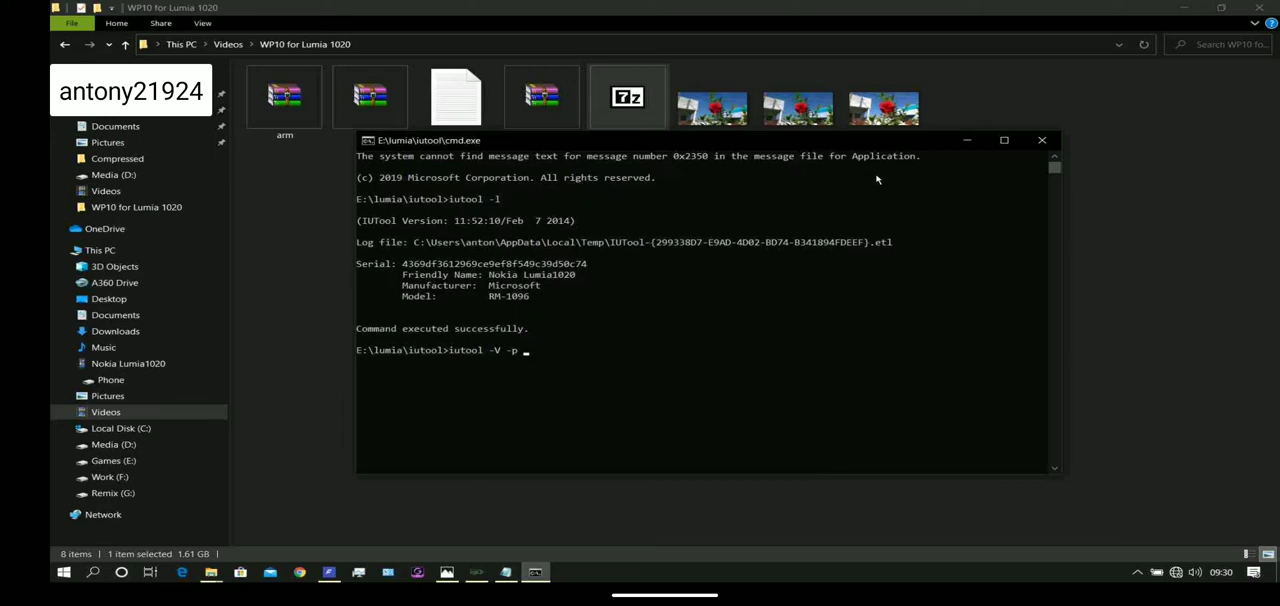 WP10 for Lumia 1020
File Home Share View
This PC Videos WP10 for Lumia 1020
Search WP10 fo...
antony21924
Documents
Pictures
Compressed
Media (D:)
Videos
WP10 for Lumia 1020
OneDrive
This PC
3D Objects
A360 Drive
Desktop
Documents
Downloads
Music
Nokia Lumia1020
Phone
Pictures
Videos
Local Disk (C:)
Media (D:)
Games (E:)
Work (F:)
Remix (G:)
Network
7z
arm
E:\lumia\iutool\cmd.exe
The system cannot find message text for message number 0x2350 in the message file for Application.
(c) 2019 Microsoft Corporation. All rights reserved.
E:\lumia\iutool>iutool -l
(IUTool Version: 11:52:10/Feb  7 2014)
Log file: C:\Users\anton\AppData\Local\Temp\IUTool-{299338D7-E9AD-4D02-BD74-B341894FDEEF}.etl
Serial: 4369df3612969ce9ef8f549c39d50c74
Friendly Name: Nokia Lumia1020
Manufacturer:  Microsoft
Model:         RM-1096
Command executed successfully.
E:\lumia\iutool>iutool -V -p _
8 items 1 item selected 1.61 GB
09:30